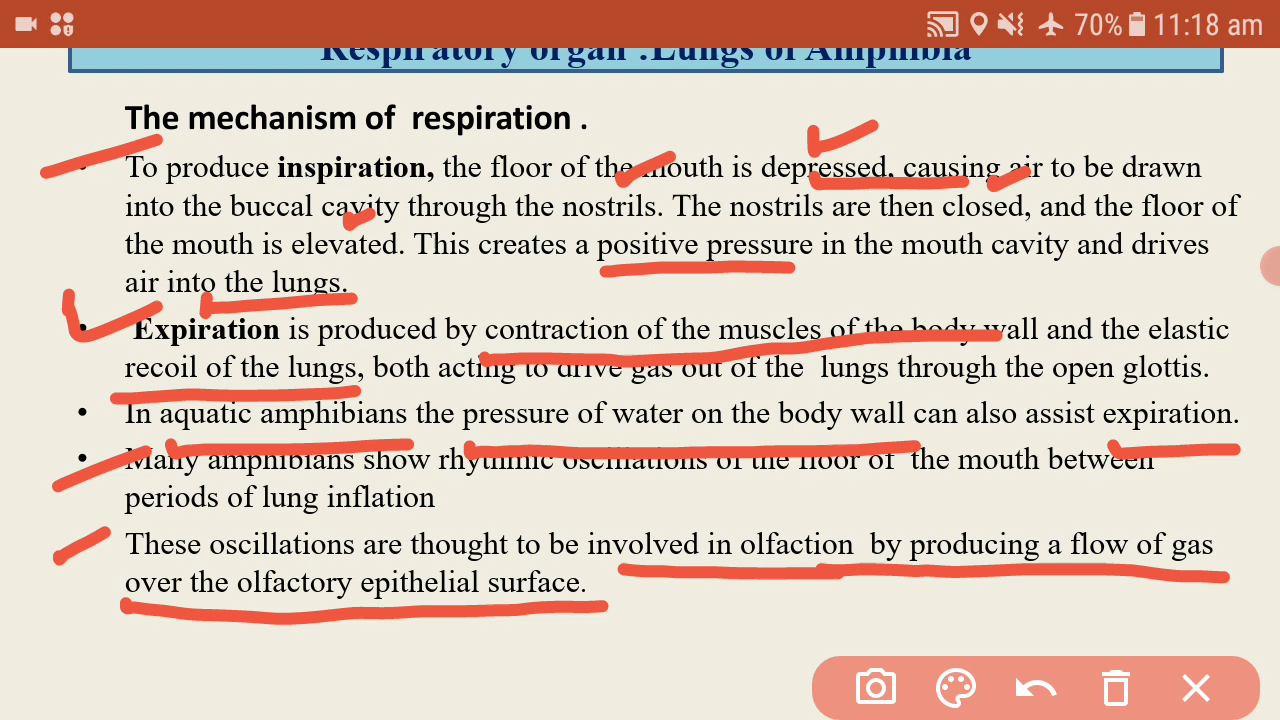 70% 11:18 am
Respiratory organ :Lungs of Amphibia
The mechanism of respiration .
• To produce inspiration, the floor of the mouth is depressed, causing air to be drawn
into the buccal cavity through the nostrils. The nostrils are then closed, and the floor of
the mouth is elevated. This creates a positive pressure in the mouth cavity and drives
air into the lungs.
• Expiration is produced by contraction of the muscles of the body wall and the elastic
recoil of the lungs, both acting to drive gas out of the lungs through the open glottis.
• In aquatic amphibians the pressure of water on the body wall can also assist expiration.
• Many amphibians show rhythmic oscillations of the floor of the mouth between
periods of lung inflation
These oscillations are thought to be involved in olfaction by producing a flow of gas
over the olfactory epithelial surface.